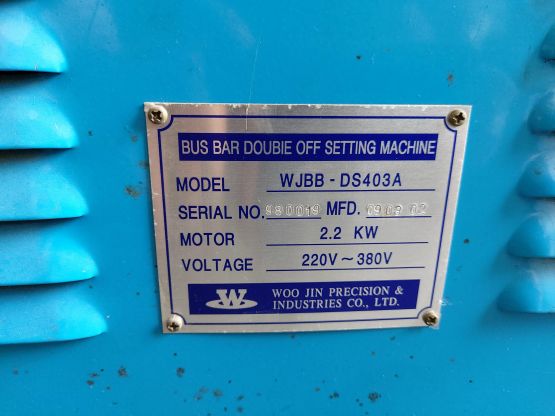 BUS BAR DOUBIE OFF SETTING MACHINE
MODEL WJBB - DS403A
SERIAL NO. 980019 MFD.
MOTOR 2.2 KW
VOLTAGE 220V ~ 380V
W WOO JIN PRECISION &
INDUSTRIES CO., LTD.